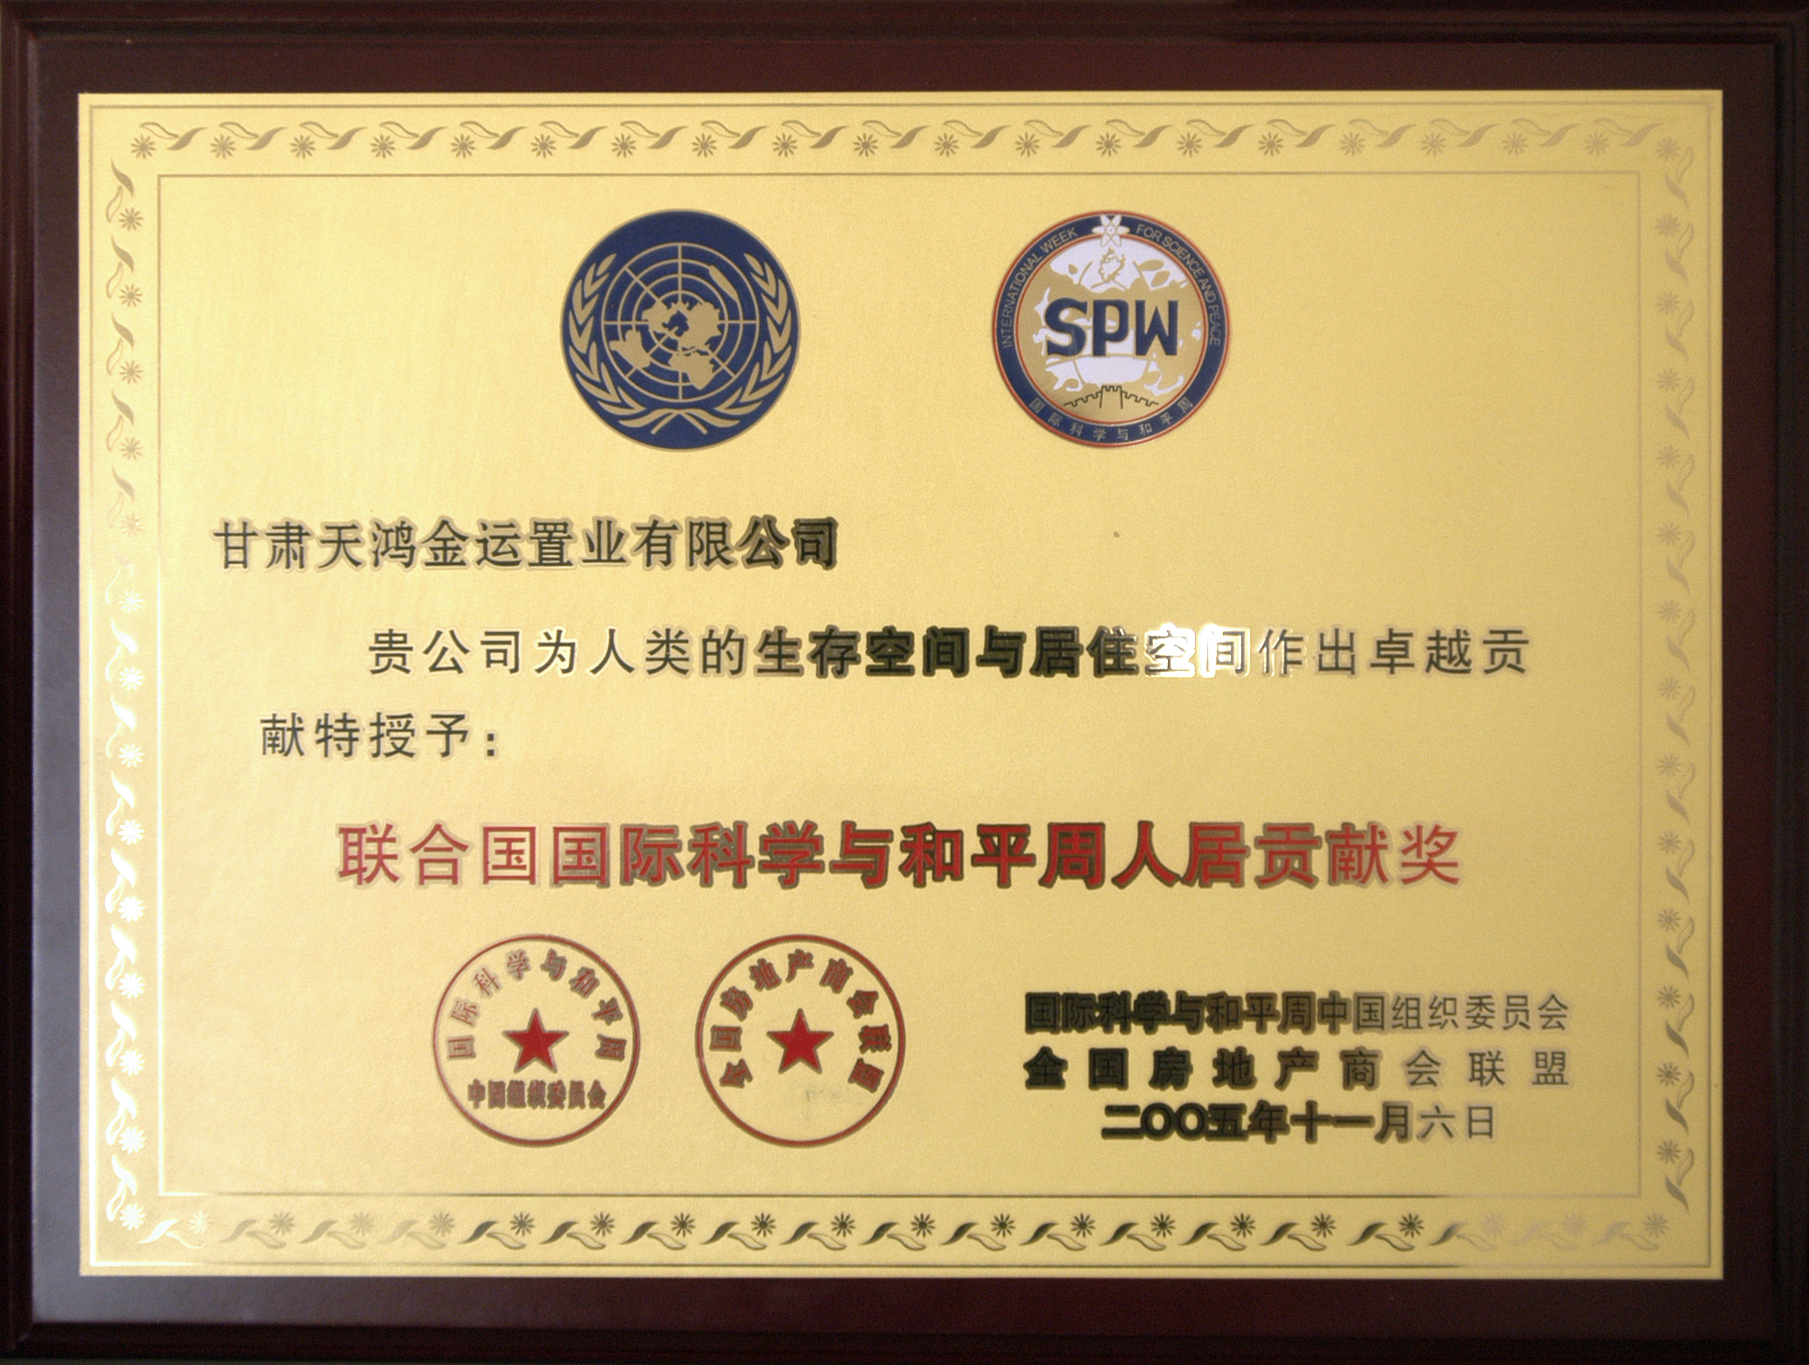 INTERNATIONAL WEEK FOR SCIENCE AND PEACE
SPW
国际科学与和平周
甘肃天鸿金运置业有限公司
贵公司为人类的生存空间与居住空间作出卓越贡
献特授予：
联合国国际科学与和平周人居贡献奖
国际科学与和平周
中国组织委员会
全国房地产商会联盟
国际科学与和平周中国组织委员会
全国房地产商会联盟
二〇〇五年十一月六日